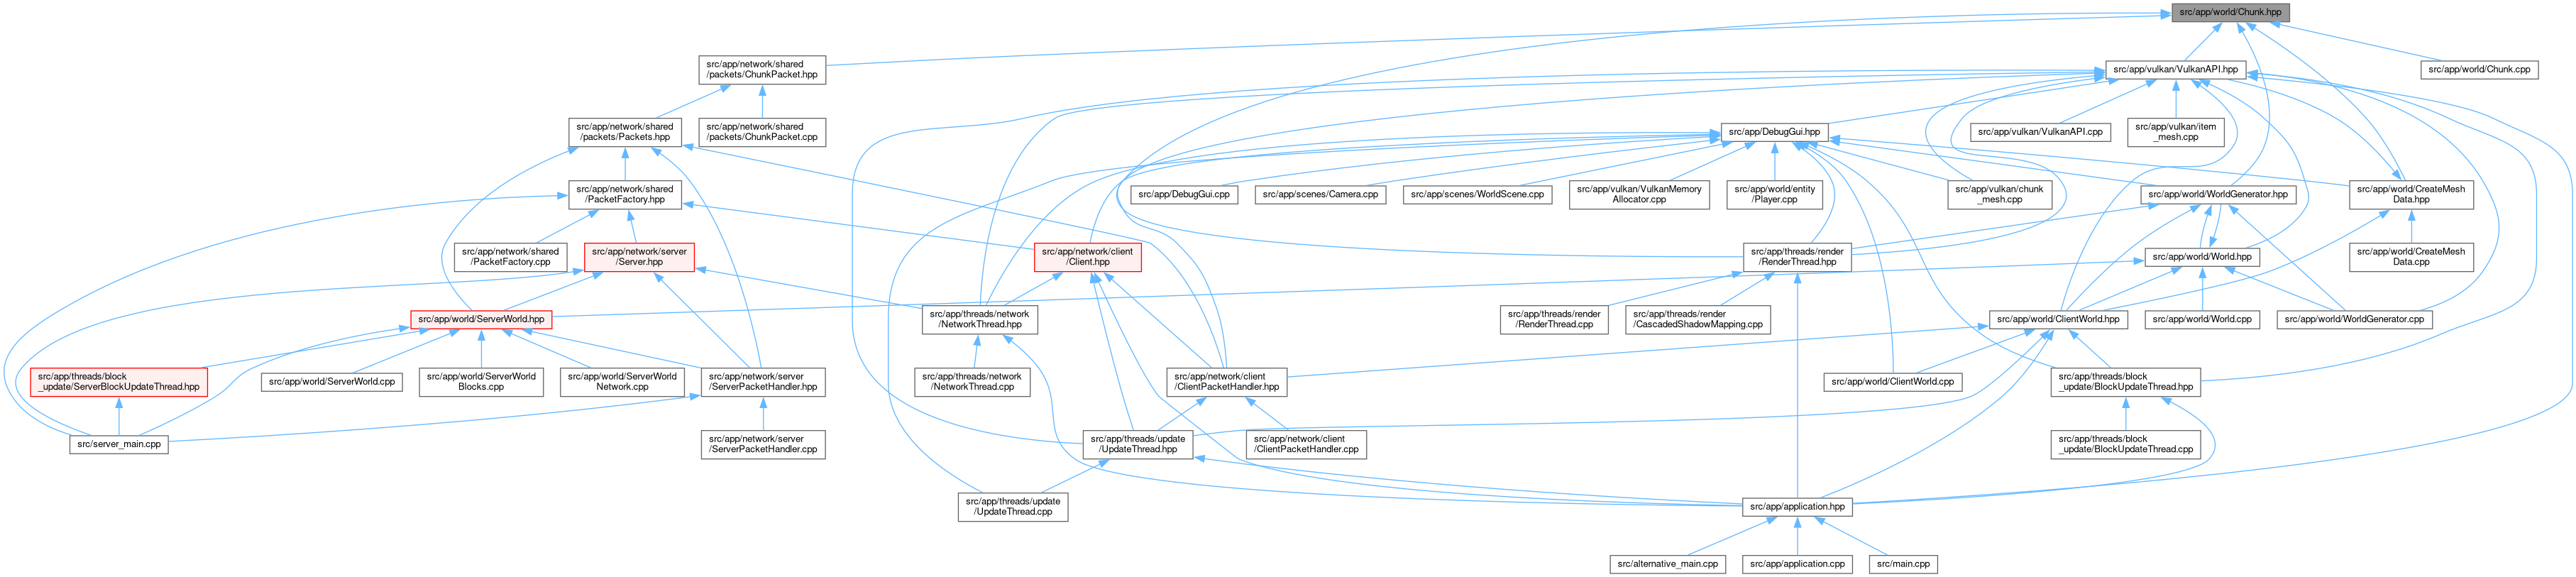 src/app/world/Chunk.hpp
src/app/network/shared
/packets/ChunkPacket.hpp
src/app/vulkan/VulkanAPI.hpp
src/app/world/Chunk.cpp
src/app/network/shared
/packets/Packets.hpp
src/app/network/shared
/packets/ChunkPacket.cpp
src/app/DebugGui.hpp
src/app/vulkan/VulkanAPI.cpp
src/app/vulkan/item
_mesh.cpp
src/app/network/shared
/PacketFactory.hpp
src/app/DebugGui.cpp
src/app/scenes/Camera.cpp
src/app/scenes/WorldScene.cpp
src/app/vulkan/VulkanMemory
Allocator.cpp
src/app/world/entity
/Player.cpp
src/app/vulkan/chunk
_mesh.cpp
src/app/world/WorldGenerator.hpp
src/app/world/CreateMesh
Data.hpp
src/app/network/shared
/PacketFactory.cpp
src/app/network/server
/Server.hpp
src/app/network/client
/Client.hpp
src/app/threads/render
/RenderThread.hpp
src/app/world/World.hpp
src/app/world/CreateMesh
Data.cpp
src/app/world/ServerWorld.hpp
src/app/threads/network
/NetworkThread.hpp
src/app/threads/render
/RenderThread.cpp
src/app/threads/render
/CascadedShadowMapping.cpp
src/app/world/ClientWorld.hpp
src/app/world/World.cpp
src/app/world/WorldGenerator.cpp
src/app/threads/block
_update/ServerBlockUpdateThread.hpp
src/app/world/ServerWorld.cpp
src/app/world/ServerWorld
Blocks.cpp
src/app/world/ServerWorld
Network.cpp
src/app/network/server
/ServerPacketHandler.hpp
src/app/threads/network
/NetworkThread.cpp
src/app/network/client
/ClientPacketHandler.hpp
src/app/world/ClientWorld.cpp
src/app/threads/block
_update/BlockUpdateThread.hpp
src/server_main.cpp
src/app/network/server
/ServerPacketHandler.cpp
src/app/threads/update
/UpdateThread.hpp
src/app/network/client
/ClientPacketHandler.cpp
src/app/threads/block
_update/BlockUpdateThread.cpp
src/app/threads/update
/UpdateThread.cpp
src/app/application.hpp
src/alternative_main.cpp
src/app/application.cpp
src/main.cpp